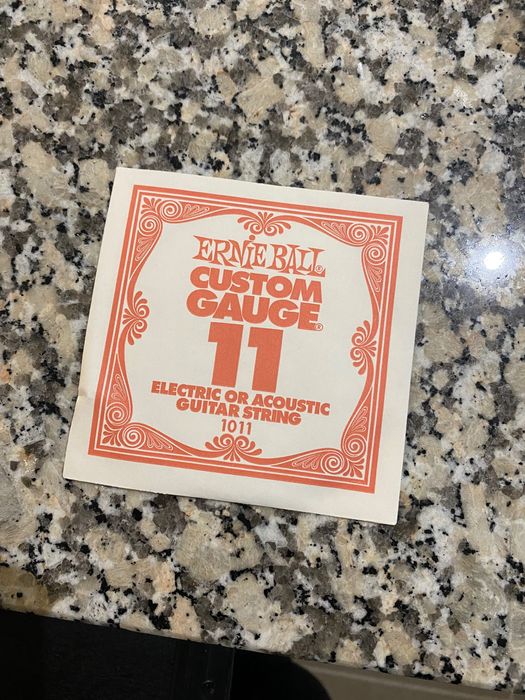 ERNIE BALL®
CUSTOM
GAUGE®
11
ELECTRIC OR ACOUSTIC
GUITAR STRING
1011